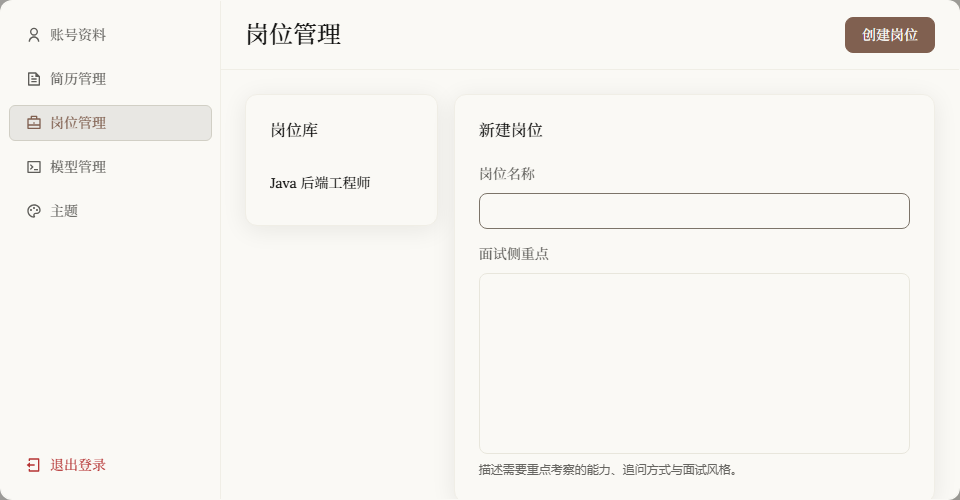 账号资料
简历管理
岗位管理
模型管理
主题
退出登录
岗位管理
创建岗位
岗位库
Java 后端工程师
新建岗位
岗位名称
面试侧重点
描述需要重点考察的能力、追问方式与面试风格。